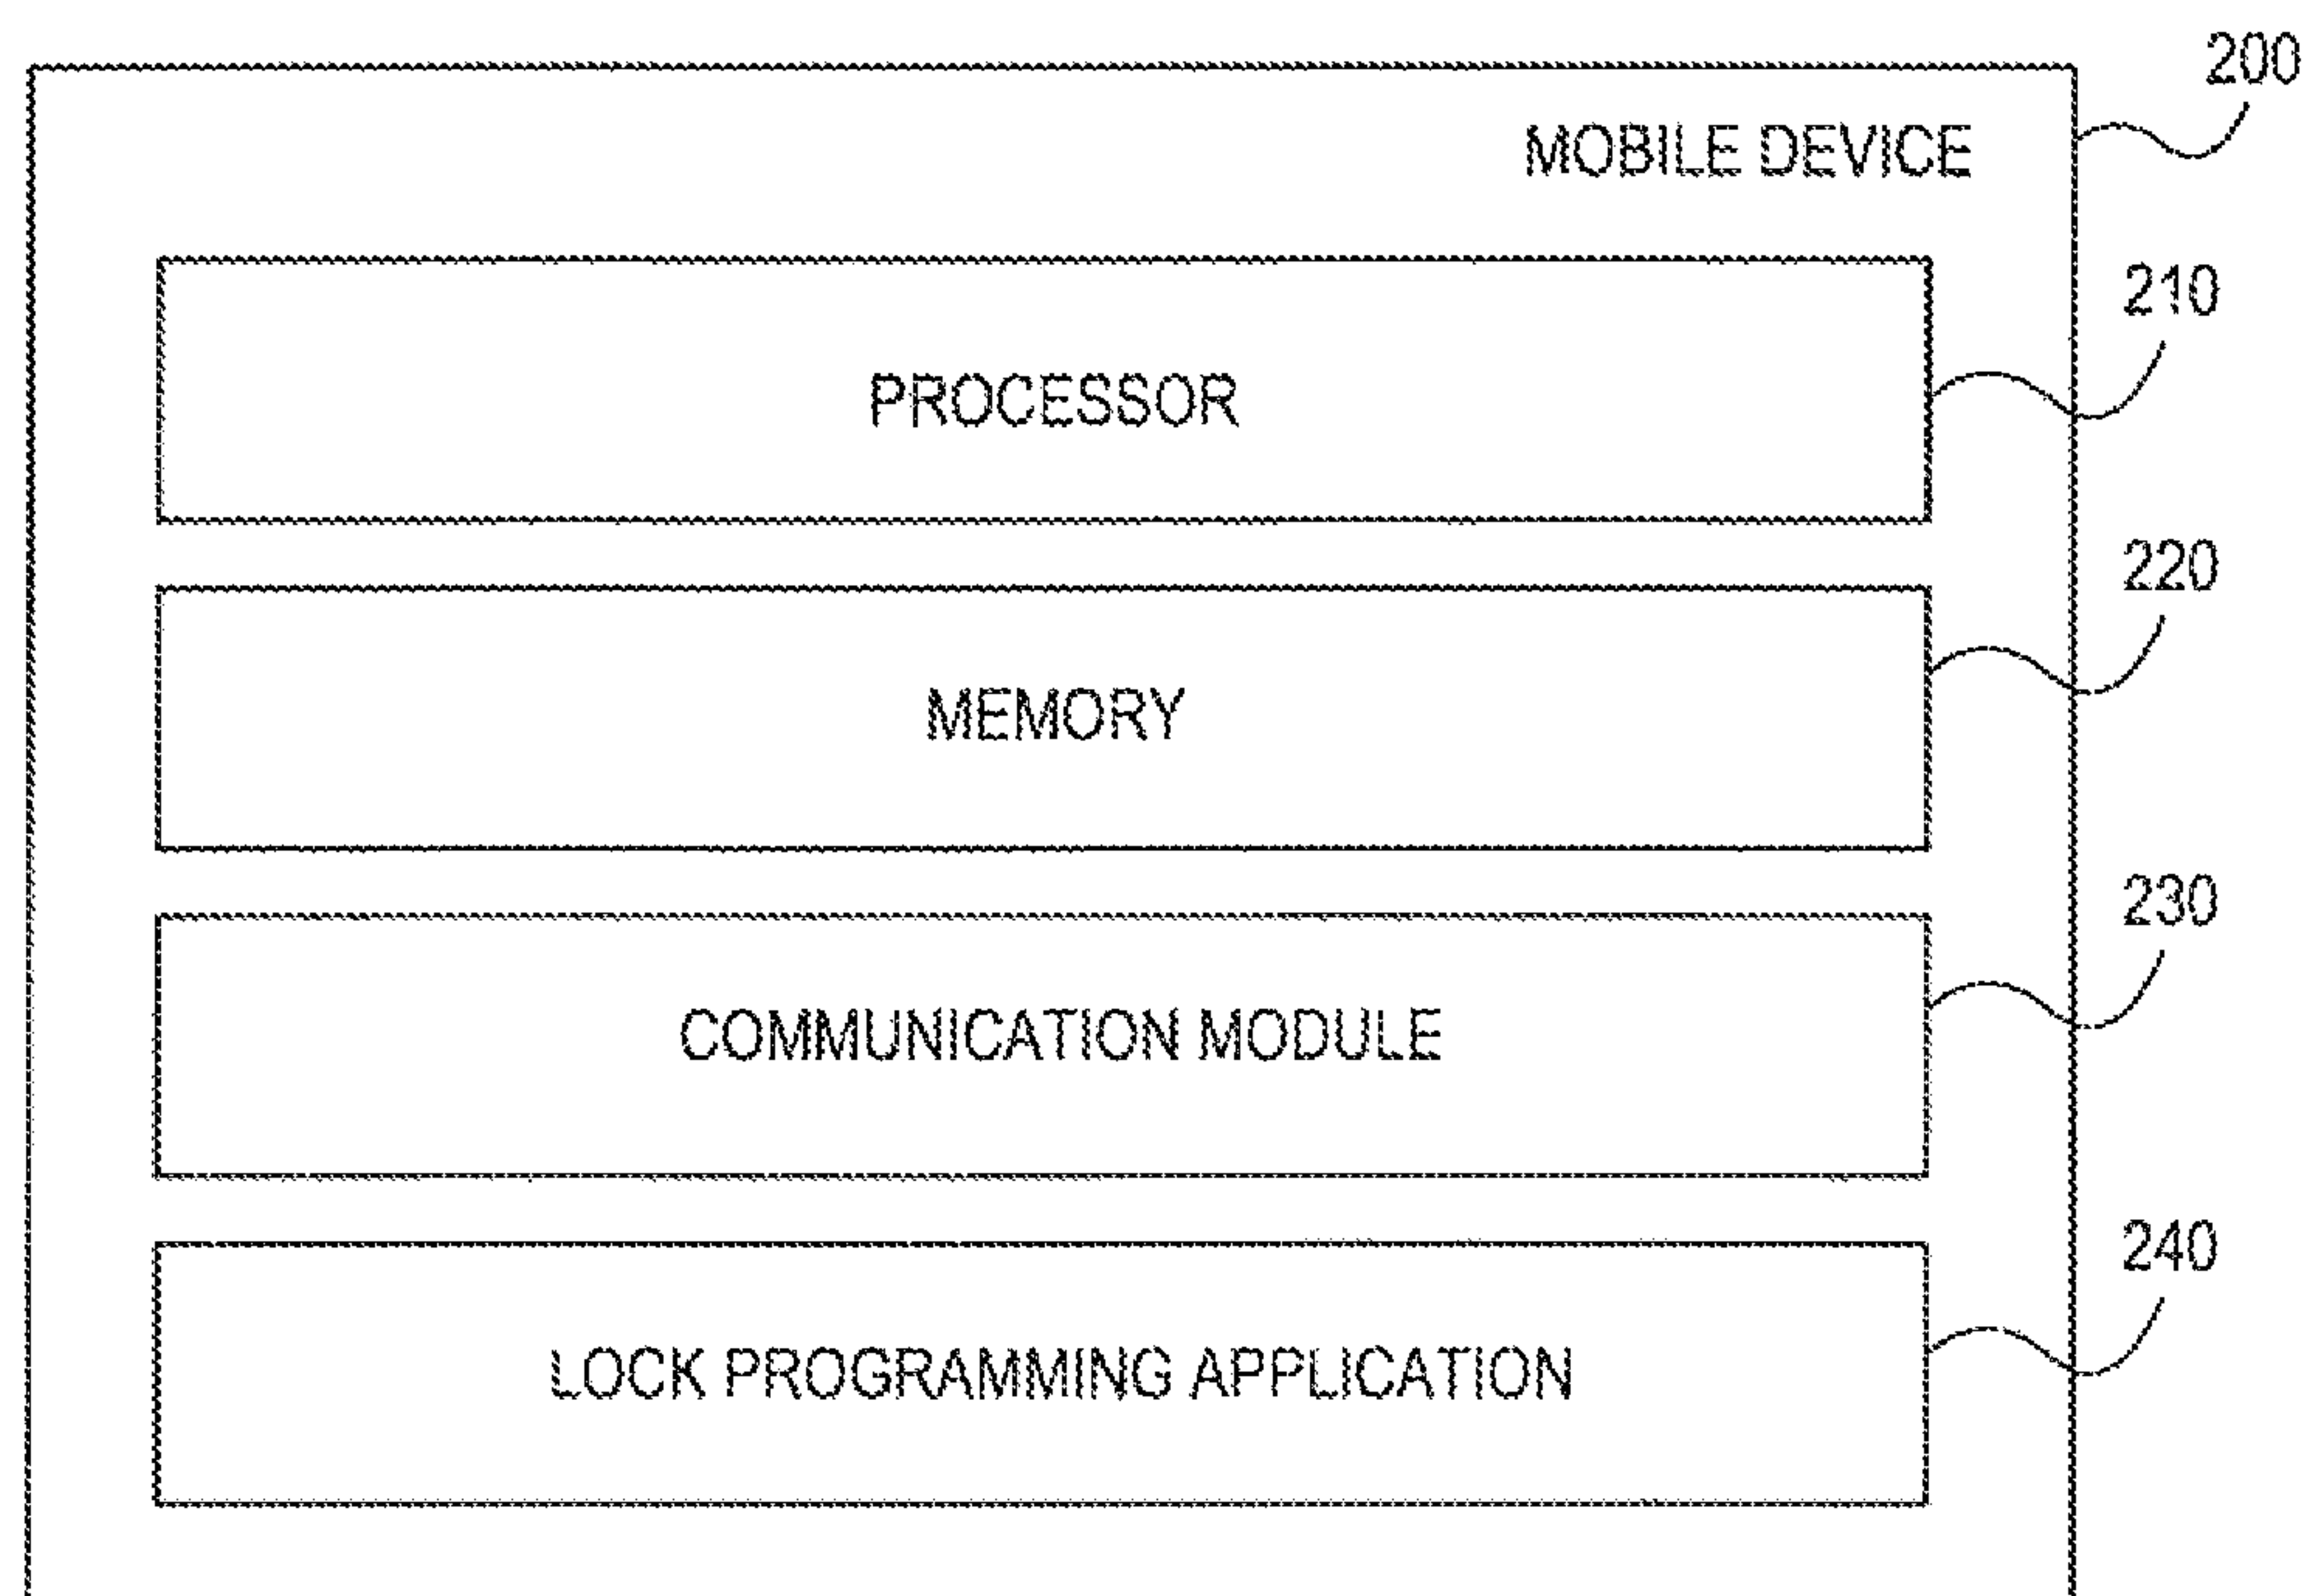 200
MOBILE DEVICE
210
PROCESSOR
220
MEMORY
230
COMMUNICATION MODULE
240
LOCK PROGRAMMING APPLICATION